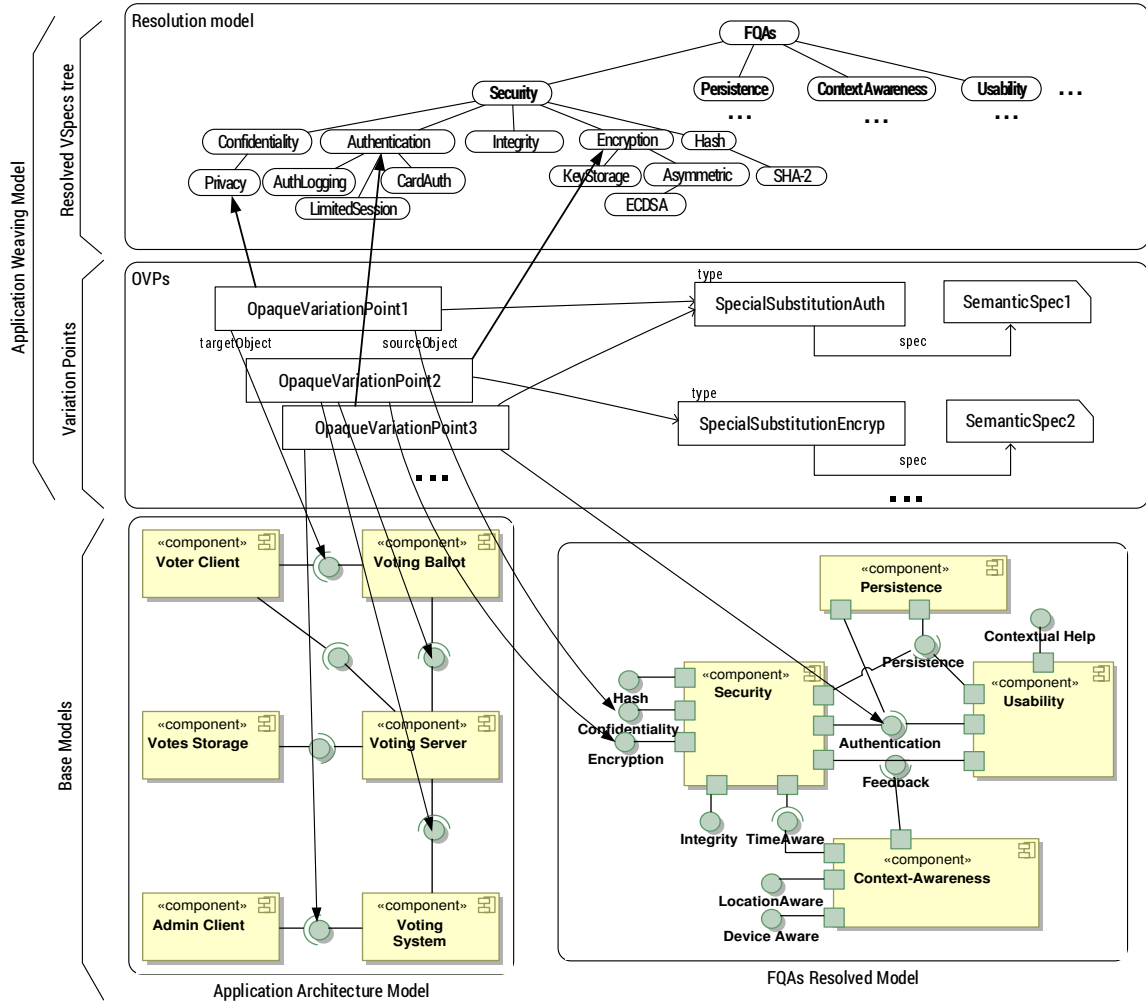 Resolution model
FQAs
Persistence
ContextAwareness
Usability
...
Security
...
...
...
Confidentiality
Authentication
Integrity
Encryption
Hash
Privacy
AuthLogging
CardAuth
KeyStorage
Asymmetric
SHA-2
LimitedSession
ECDSA
Application Weaving Model
Resolved VSpecs tree
Variation Points
Base Models
OVPs
OpaqueVariationPoint1
type
SpecialSubstitutionAuth
SemanticSpec1
targetObject
sourceObject
spec
OpaqueVariationPoint2
type
OpaqueVariationPoint3
SpecialSubstitutionEncryp
SemanticSpec2
spec
...
...
«component»
Voter Client
«component»
Voting Ballot
«component»
Votes Storage
«component»
Voting Server
«component»
Admin Client
«component»
Voting
System
Application Architecture Model
«component»
Persistence
Contextual Help
Persistence
«component»
Security
«component»
Usability
Hash
Confidentiality
Encryption
Authentication
Feedback
Integrity
TimeAware
«component»
Context-Awareness
LocationAware
Device Aware
FQAs Resolved Model